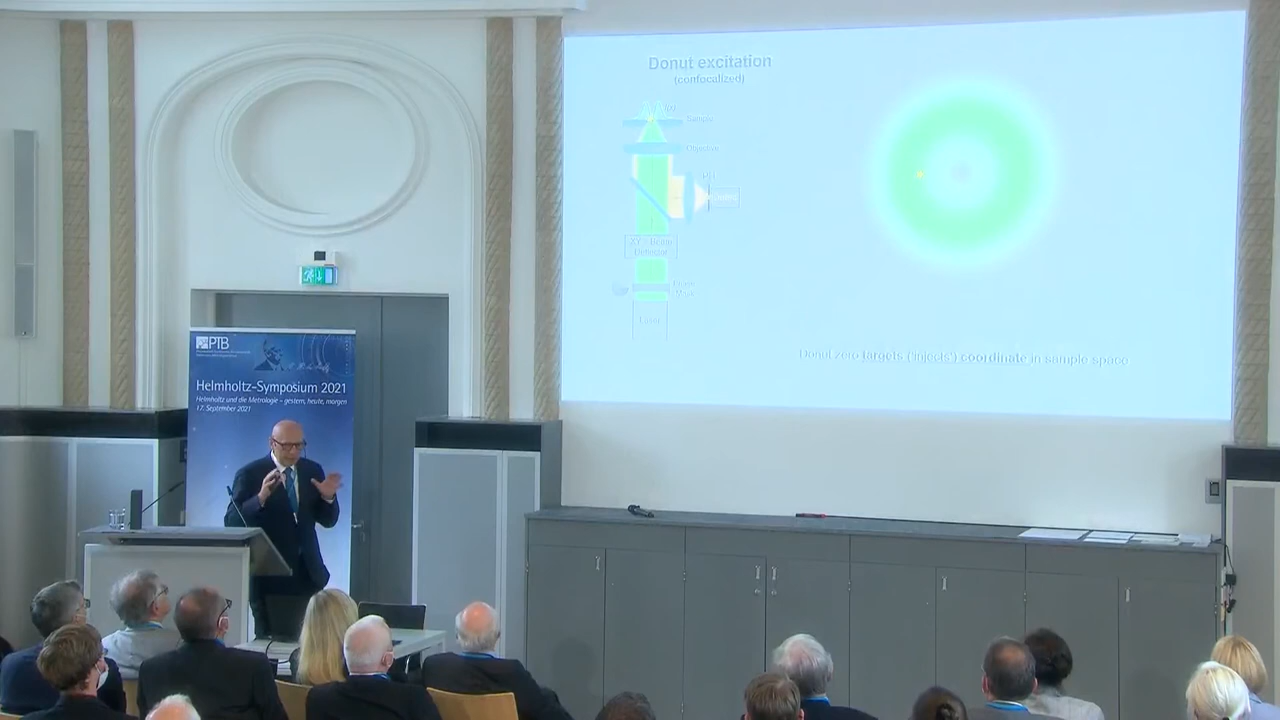 Donut excitation
(confocalized)
Sample
Objective
Laser
Donut zero targets ('injects') coordinate in sample space
PTB
Helmholtz-Symposium 2021
Helmholtz und die Metrologie – gestern, heute, morgen
17. September 2021